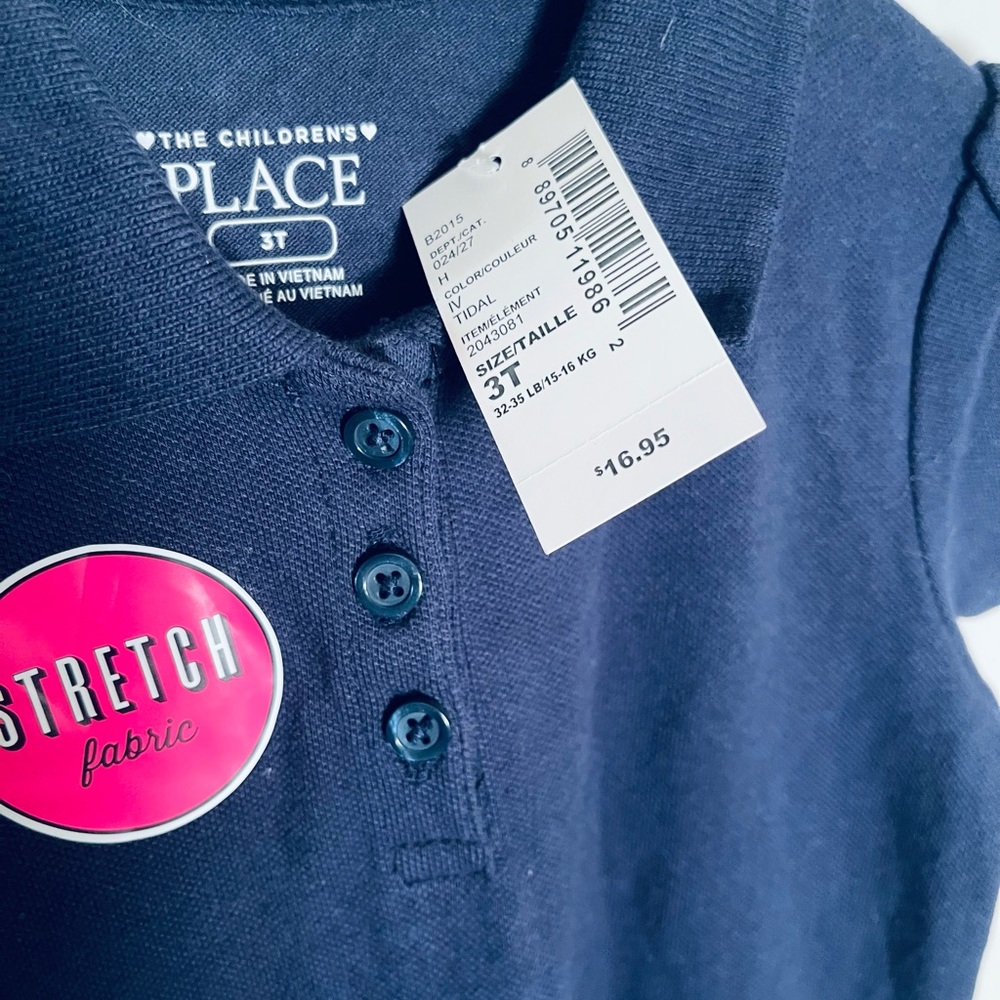 ♥THE CHILDREN'S♥
PLACE
3T
E IN VIETNAM
É AU VIETNAM
B2015
DEPT./CAT.
024/27
H
COLOR/COULEUR
IV
TIDAL
ITEM/ÉLÉMENT
2043081
SIZE/TAILLE
3T
32-35 LB/15-16 KG
8 89705 11986 2
$16.95
STRETCH
fabric